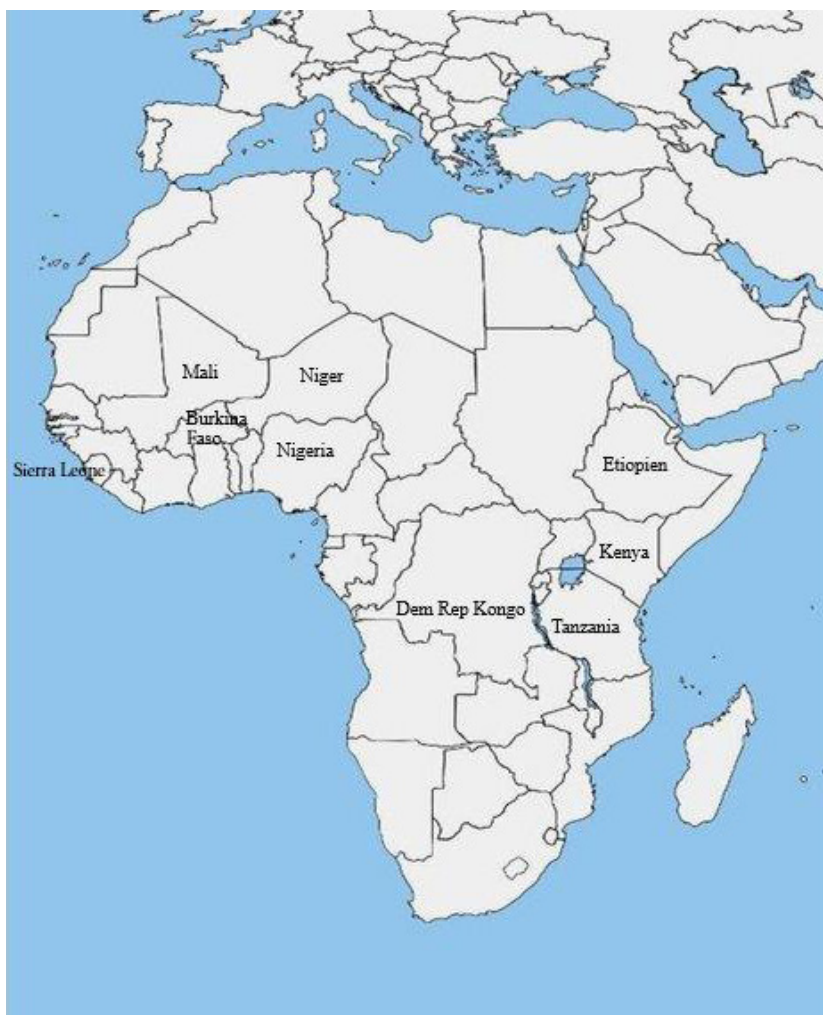 Mali
Niger
Burkina
Faso
Nigeria
Sierra Leone
Etiopien
Kenya
Dem Rep Kongo
Tanzania